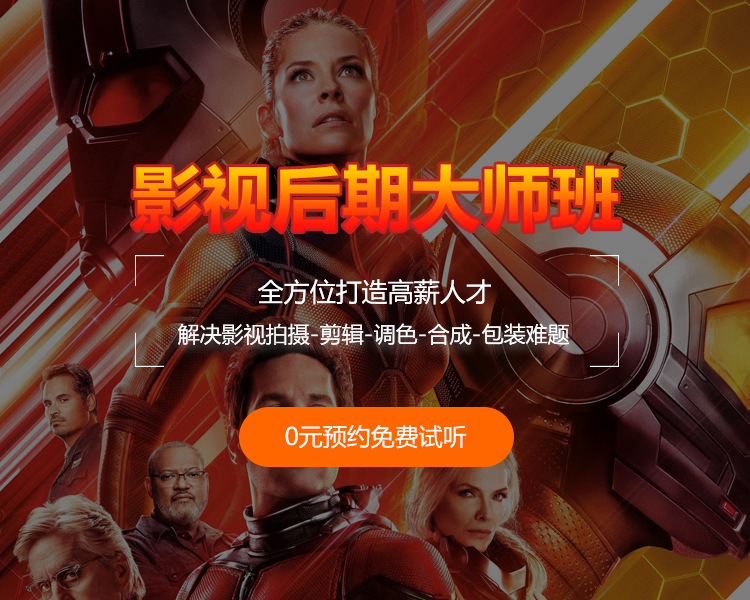 影视后期大师班
全方位打造高薪人才
解决影视拍摄-剪辑-调色-合成-包装难题
0元预约免费试听